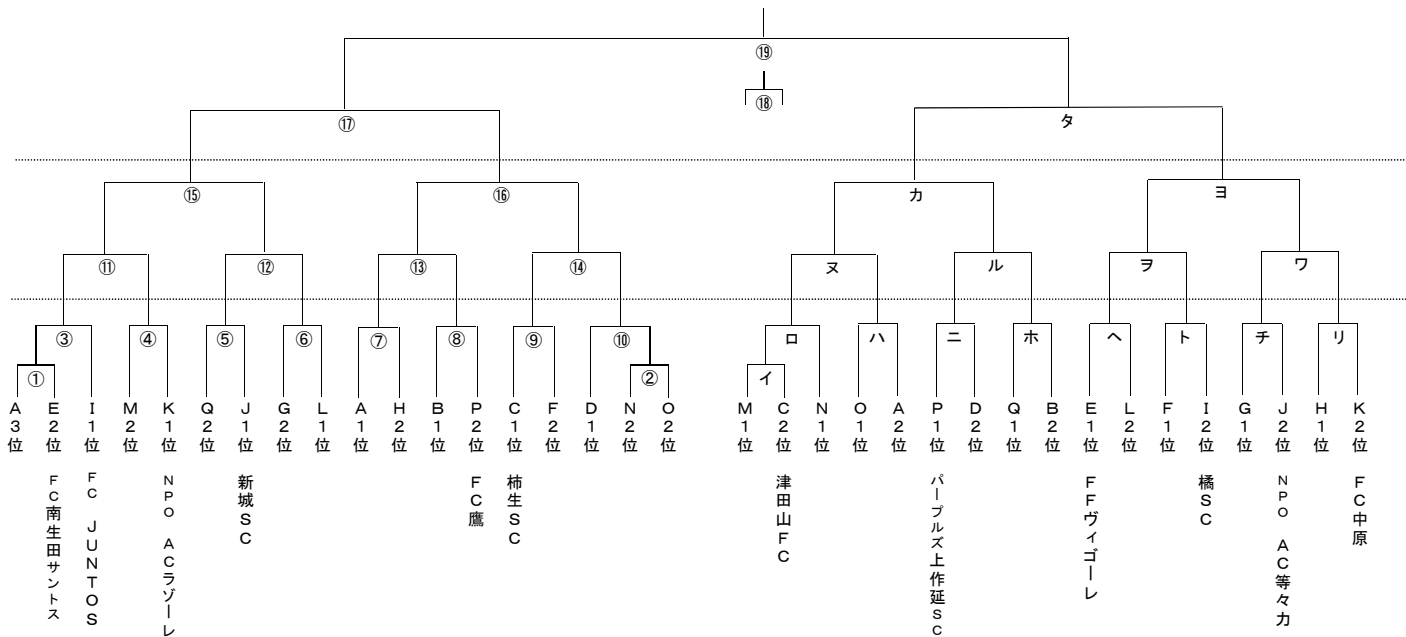 ⑲
⑱
⑰ タ
⑮ ⑯ カ ヨ
⑪ ⑫ ⑬ ⑭ ヌ ル ヲ ワ
③ ④ ⑤ ⑥ ⑦ ⑧ ⑨ ⑩ ロ ハ ニ ホ ヘ ト チ リ
① ② イ
A3位
E2位 FC南生田サントス
I1位 FC JUNTOS
M2位
K1位 NPO ACラゾーレ
Q2位
J1位 新城SC
G2位
L1位
A1位
H2位
B1位
P2位 FC鷹
C1位 柿生SC
F2位
D1位
N2位
O2位
M1位
C2位 津田山FC
N1位
O1位
A2位
P1位 パープルズ上作延SC
D2位
Q1位
B2位
E1位 FFヴィゴーレ
L2位
F1位
I2位 橘SC
G1位
J2位 NPO AC等々力
H1位
K2位 FC中原